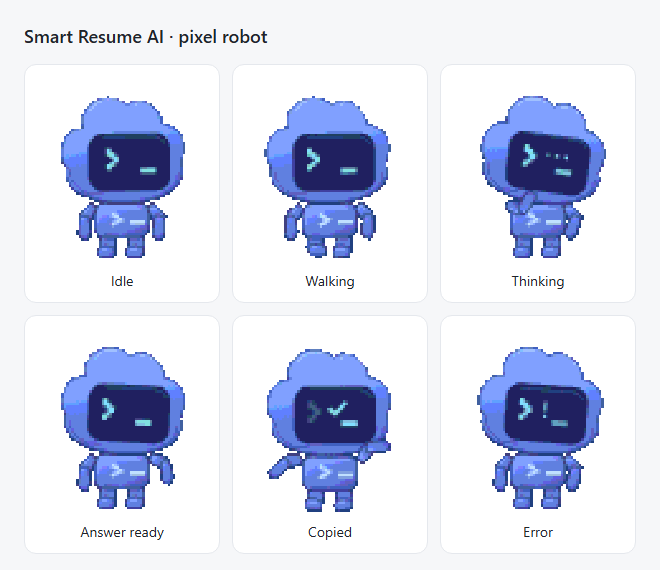 Smart Resume AI · pixel robot
Idle
Walking
Thinking
Answer ready
Copied
Error